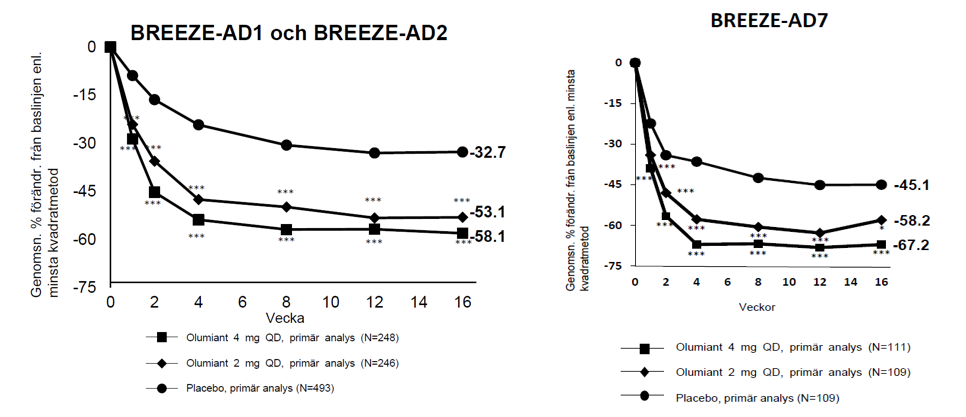 BREEZE-AD1 och BREEZE-AD2
Genomsn. % förändr. från baslinjen enl.
minsta kvadratmetod
0
-15
-30
-45
-60
-75
***
***
***
***
***
***
***
***
***
***
***
***
-32.7
-53.1
-58.1
0 2 4 6 8 10 12 14 16
Vecka
Olumiant 4 mg QD, primär analys (N=248)
Olumiant 2 mg QD, primär analys (N=246)
Placebo, primär analys (N=493)
BREEZE-AD7
Genomsn. % förändr. från baslinjen enl. minsta
kvadratmetod
0
-15
-30
-45
-60
-75
***
***
***
***
***
***
***
***
***
*
***
-45.1
-58.2
-67.2
0 2 4 6 8 10 12 14 16
Veckor
Olumiant 4 mg QD, primär analys (N=111)
Olumiant 2 mg QD, primär analys (N=109)
Placebo, primär analys (N=109)